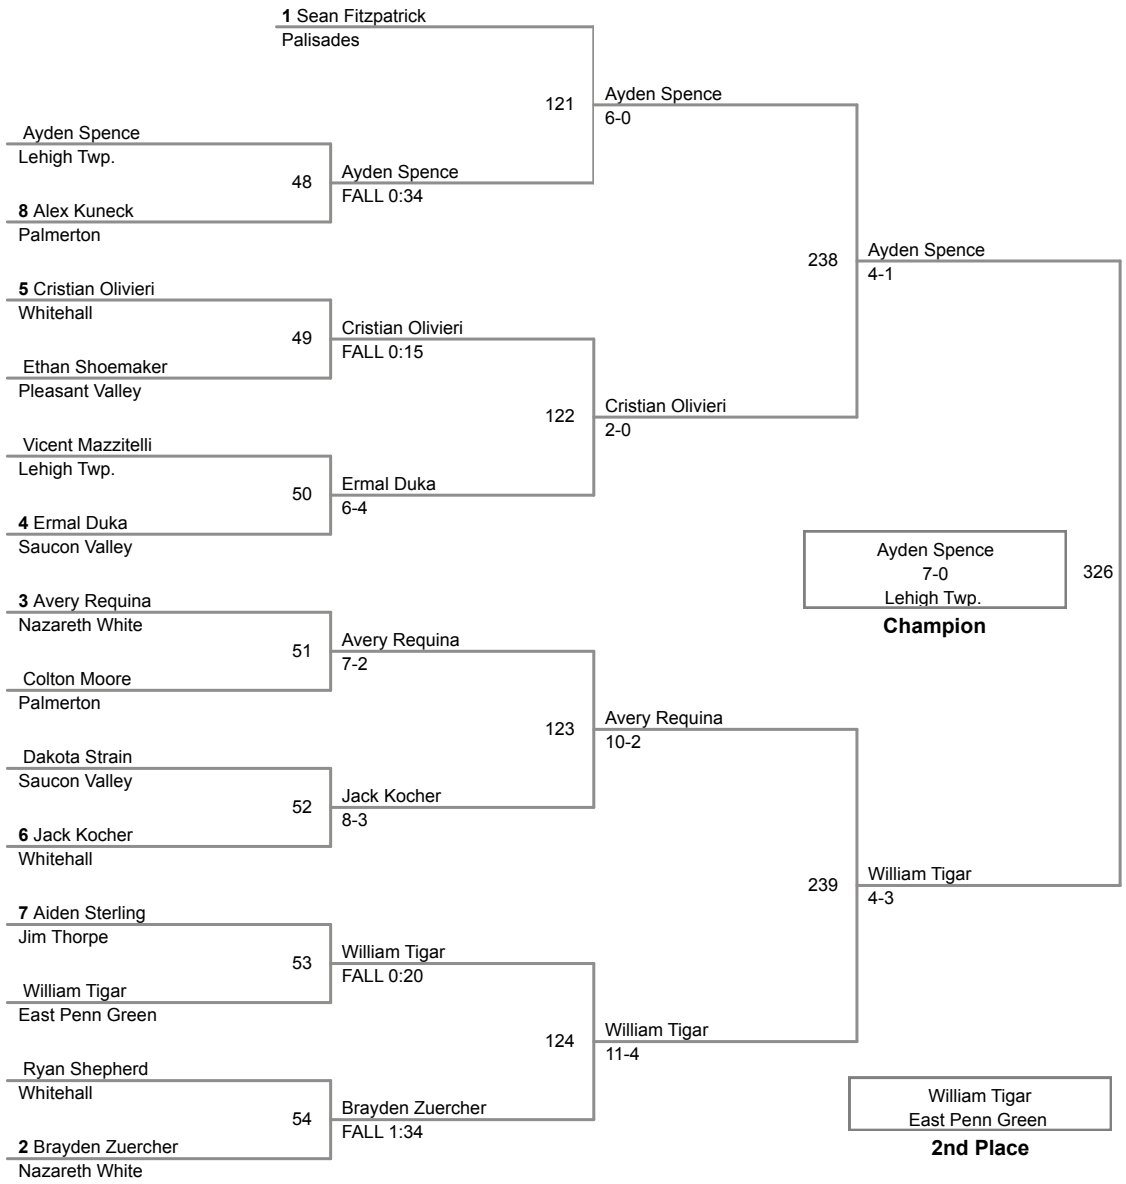 1 Sean Fitzpatrick
Palisades
121
Ayden Spence
6-0
Ayden Spence
Lehigh Twp.
48
Ayden Spence
FALL 0:34
8 Alex Kuneck
Palmerton
238
Ayden Spence
4-1
5 Cristian Olivieri
Whitehall
49
Cristian Olivieri
FALL 0:15
Ethan Shoemaker
Pleasant Valley
122
Cristian Olivieri
2-0
Vicent Mazzitelli
Lehigh Twp.
50
Ermal Duka
6-4
4 Ermal Duka
Saucon Valley
Ayden Spence
7-0
Lehigh Twp.
Champion
326
3 Avery Requina
Nazareth White
51
Avery Requina
7-2
Colton Moore
Palmerton
123
Avery Requina
10-2
Dakota Strain
Saucon Valley
52
Jack Kocher
8-3
6 Jack Kocher
Whitehall
239
William Tigar
4-3
7 Aiden Sterling
Jim Thorpe
53
William Tigar
FALL 0:20
William Tigar
East Penn Green
124
William Tigar
11-4
Ryan Shepherd
Whitehall
54
Brayden Zuercher
FALL 1:34
2 Brayden Zuercher
Nazareth White
William Tigar
East Penn Green
2nd Place